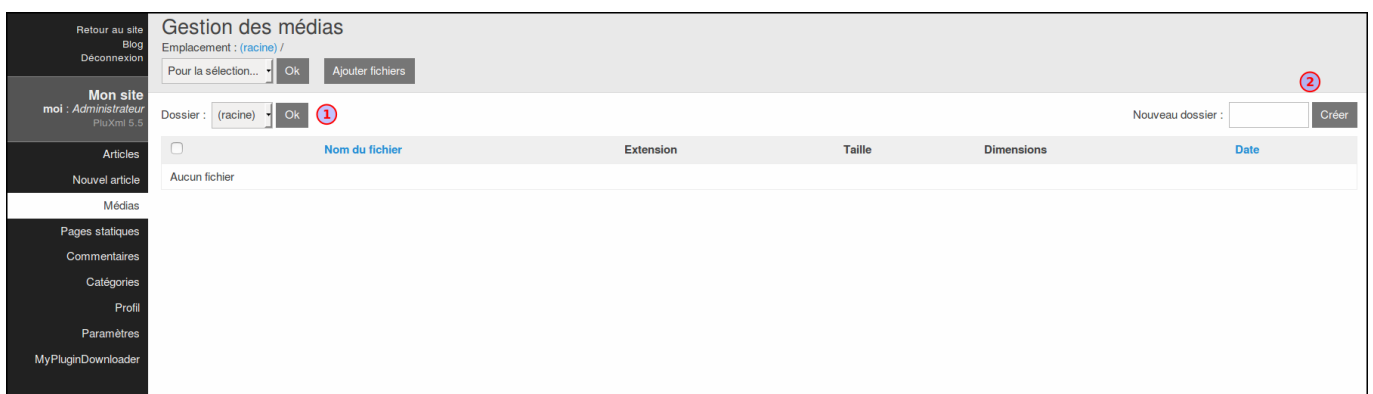 Retour au site
Blog
Déconnexion
Mon site
moi : Administrateur
PluXml 5.5
Articles
Nouvel article
Médias
Pages statiques
Commentaires
Catégories
Profil
Paramètres
MyPluginDownloader
Gestion des médias
Emplacement : (racine) /
Pour la sélection... Ok Ajouter fichiers
2
Dossier : (racine) Ok 1 Nouveau dossier : Créer
Nom du fichier Extension Taille Dimensions Date
Aucun fichier